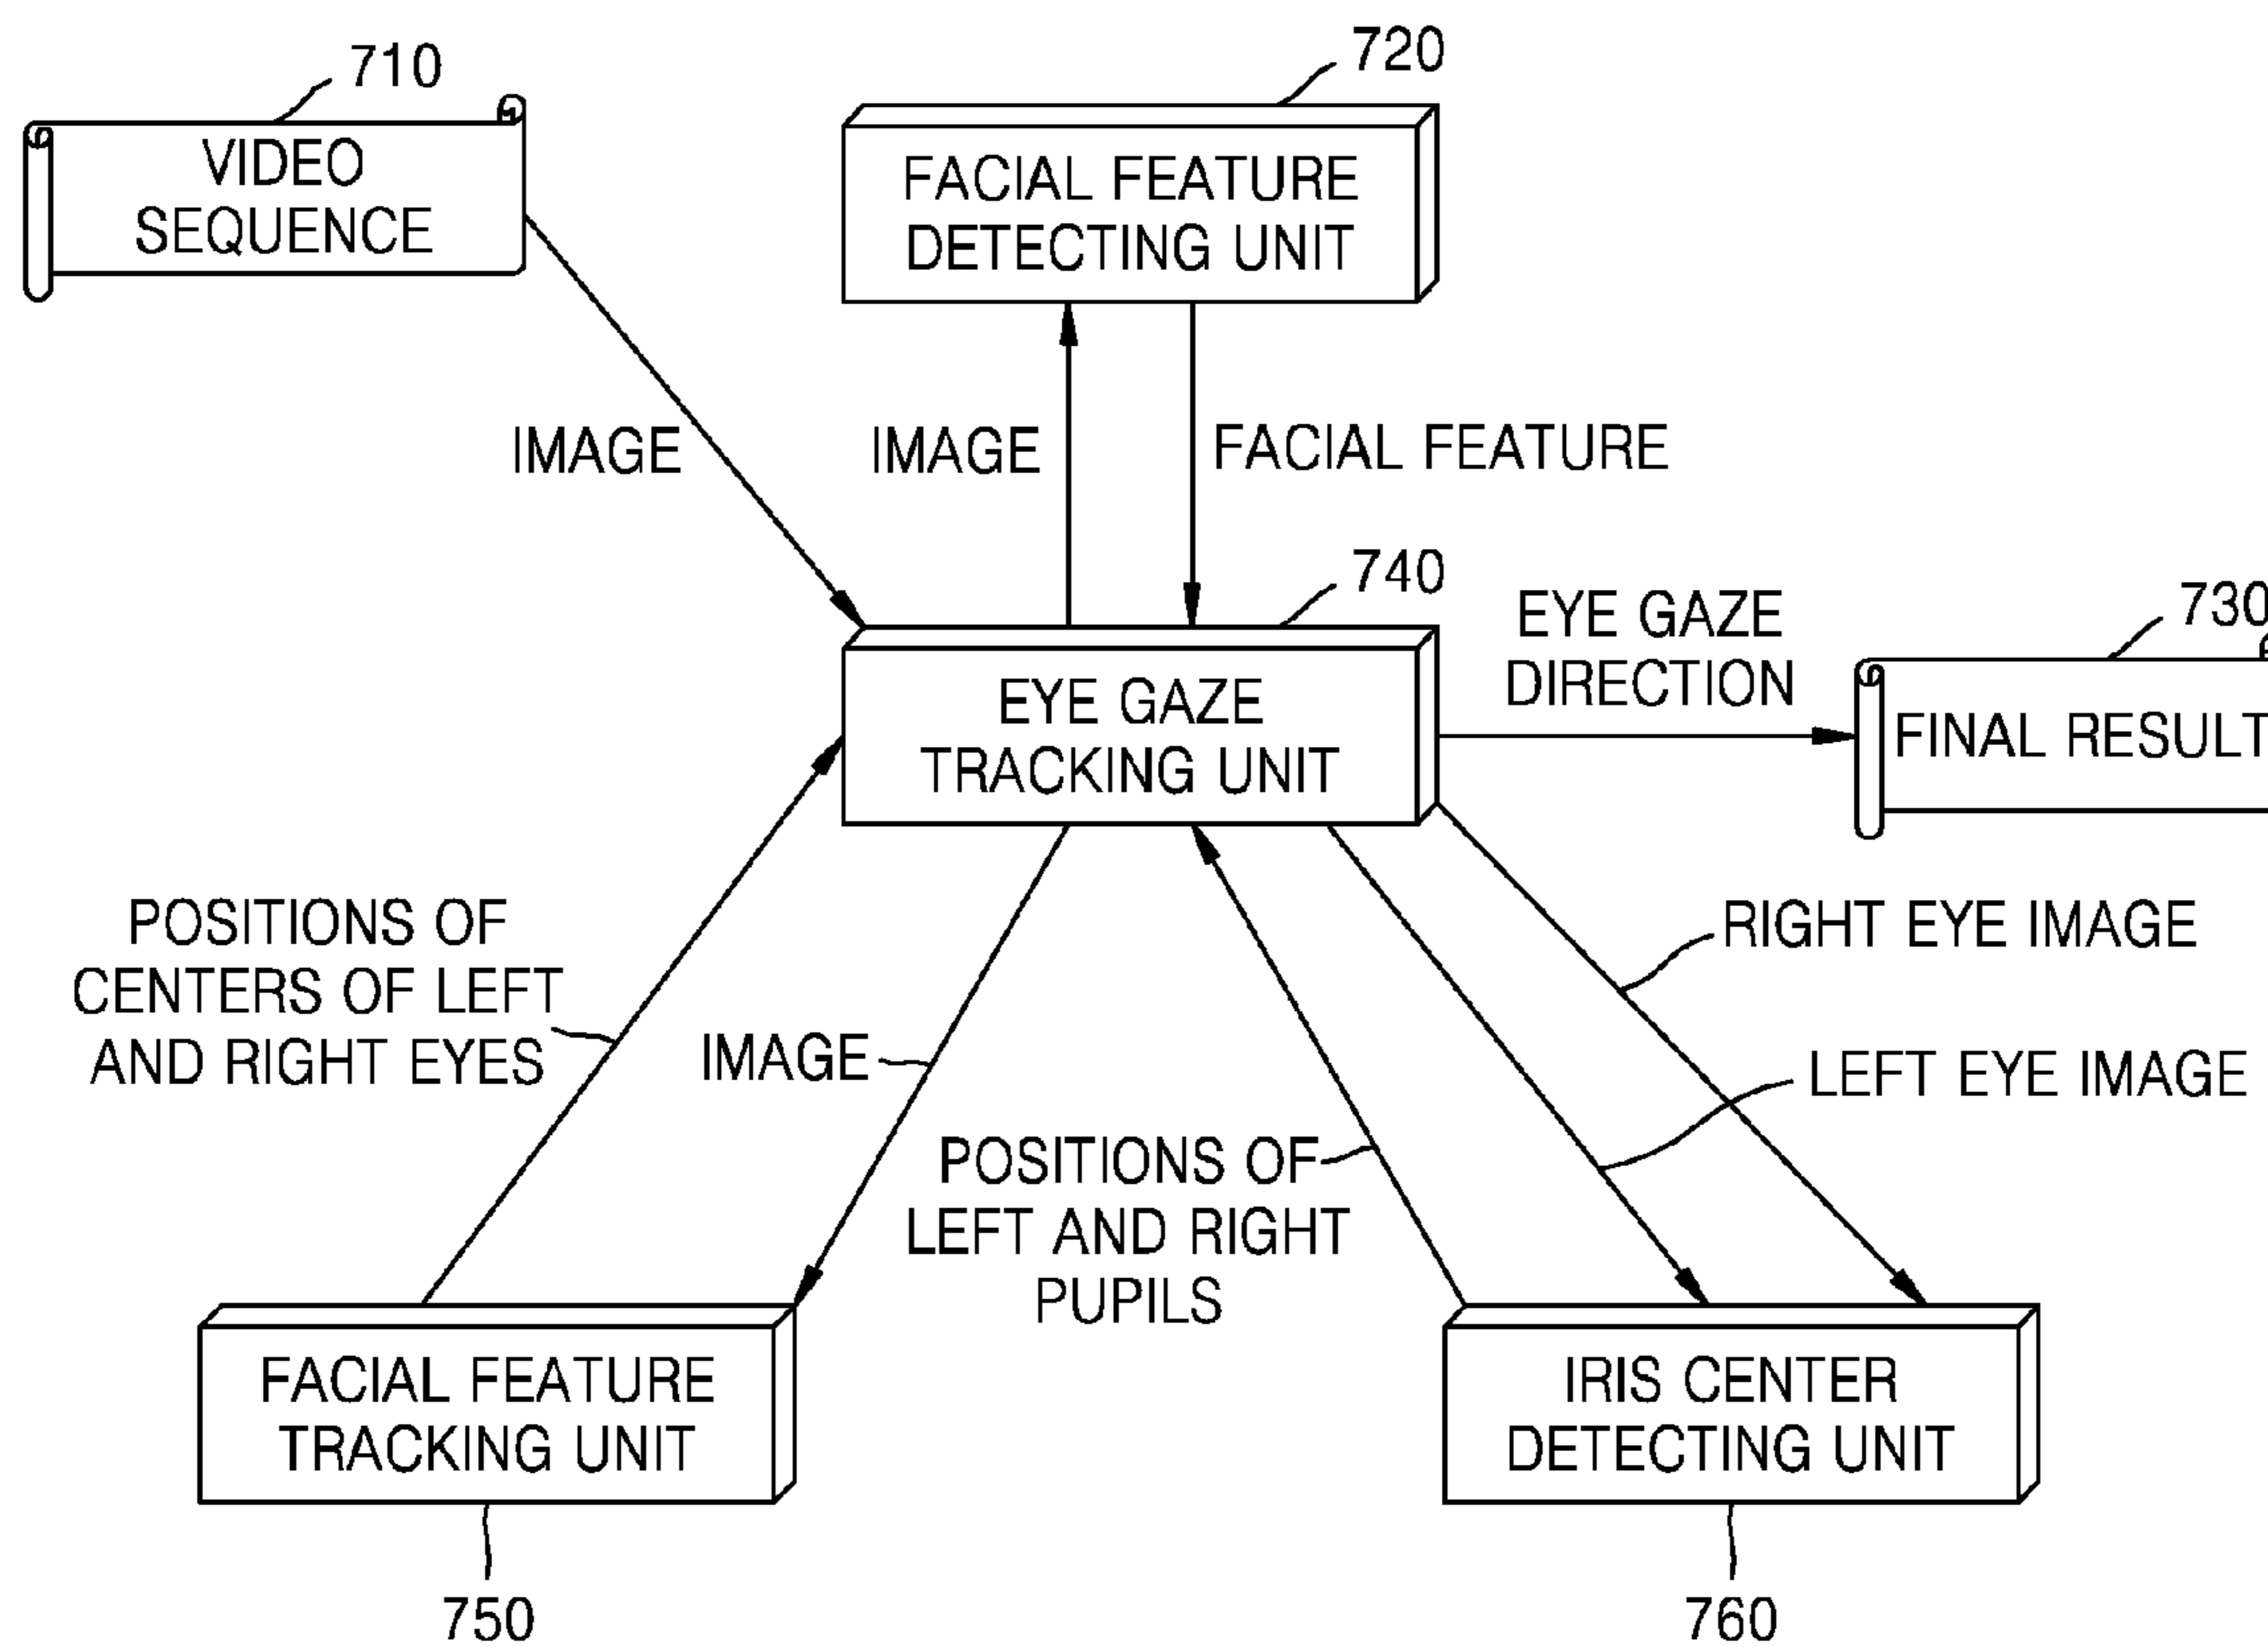 710
VIDEO
SEQUENCE
720
FACIAL FEATURE
DETECTING UNIT
IMAGE
IMAGE
FACIAL FEATURE
740
EYE GAZE
TRACKING UNIT
EYE GAZE
DIRECTION
730
FINAL RESULT
POSITIONS OF
CENTERS OF LEFT
AND RIGHT EYES
IMAGE
POSITIONS OF
LEFT AND RIGHT
PUPILS
RIGHT EYE IMAGE
LEFT EYE IMAGE
FACIAL FEATURE
TRACKING UNIT
750
IRIS CENTER
DETECTING UNIT
760